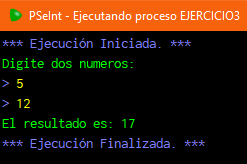 PSeInt - Ejecutando proceso EJERCICIO3
*** Ejecución Iniciada. ***
Digite dos numeros:
> 5
> 12
El resultado es: 17
*** Ejecución Finalizada. ***